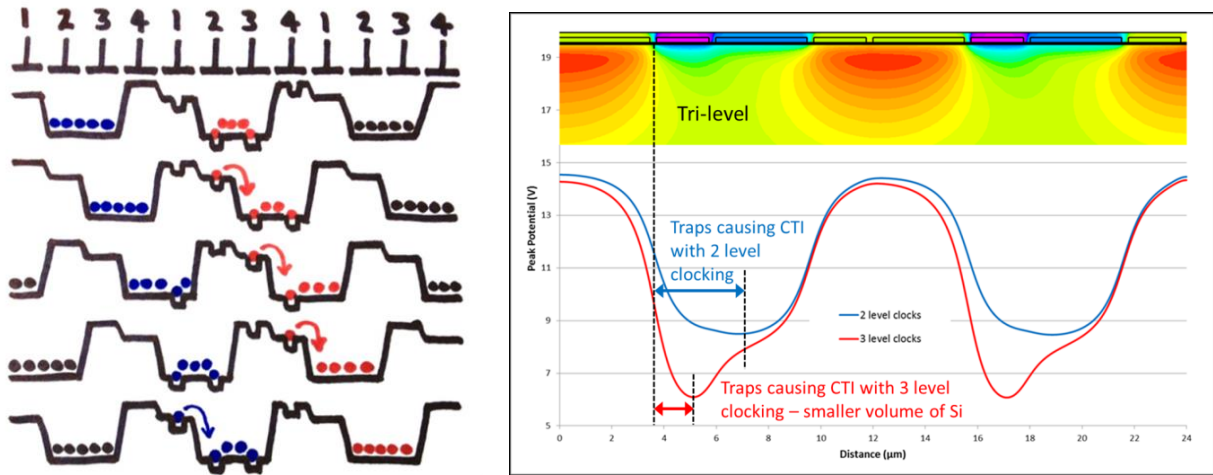 1 2 3 4 1 2 3 4 1 2 3 4
19
17
15
13
11
9
7
5
Peak Potential (V)
Tri-level
Traps causing CTI
with 2 level
clocking
2 level clocks
3 level clocks
Traps causing CTI with 3 level
clocking – smaller volume of Si
0 2 4 6 8 10 12 14 16 18 20 22 24
Distance (µm)